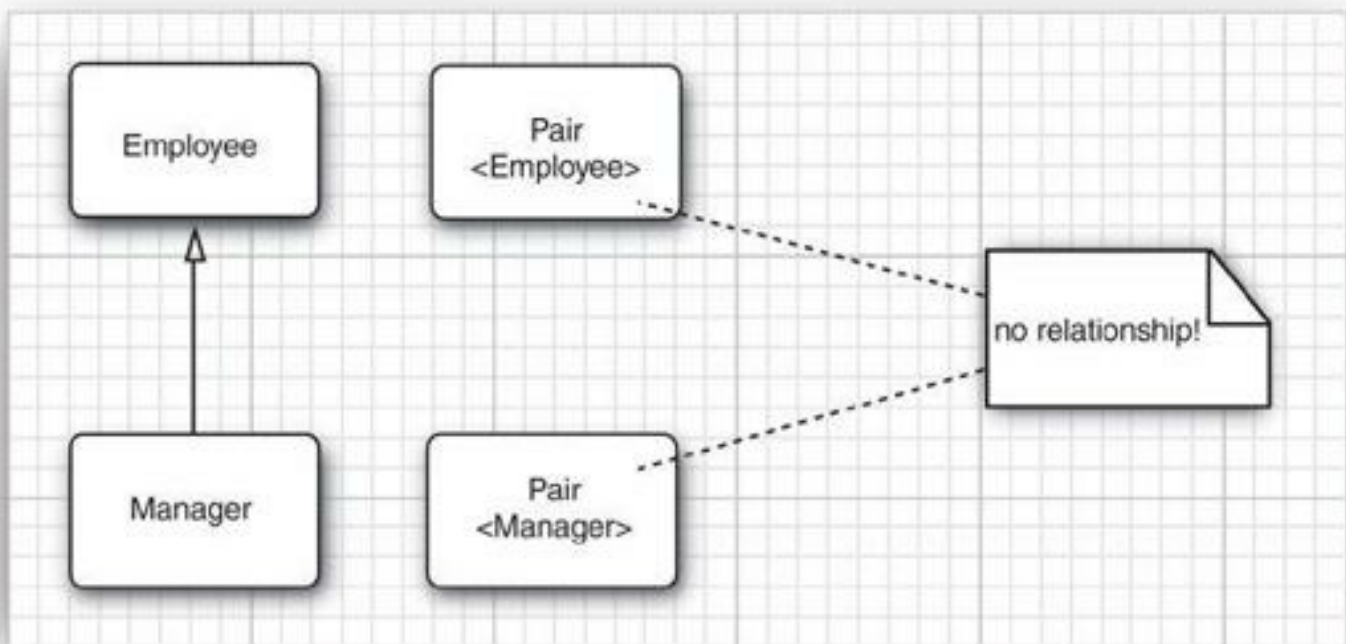 Employee
Pair
<Employee>
no relationship!
Manager
Pair
<Manager>